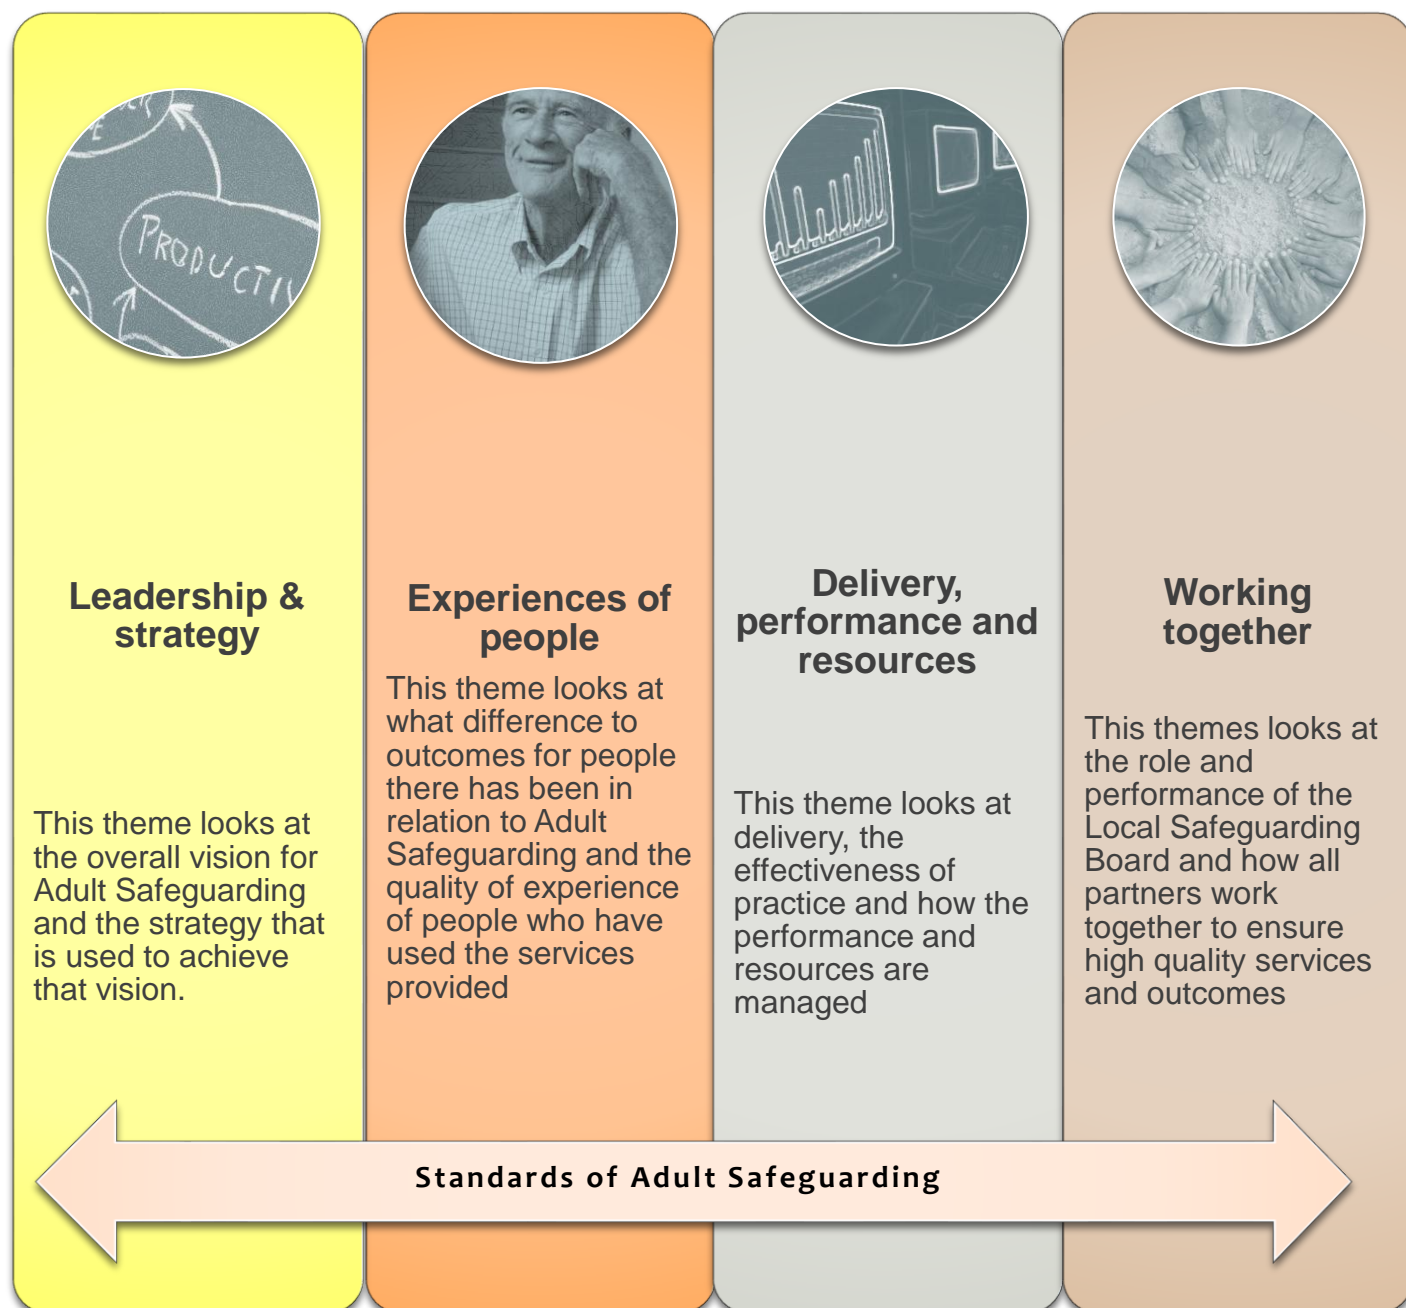 PRODUCTIV
Leadership &
strategy
This theme looks at
the overall vision for
Adult Safeguarding
and the strategy that
is used to achieve
that vision.
Experiences of
people
This theme looks at
what difference to
outcomes for people
there has been in
relation to Adult
Safeguarding and the
quality of experience
of people who have
used the services
provided
Delivery,
performance and
resources
This theme looks at
delivery, the
effectiveness of
practice and how the
performance and
resources are
managed
Working
together
This themes looks at
the role and
performance of the
Local Safeguarding
Board and how all
partners work
together to ensure
high quality services
and outcomes
Standards of Adult Safeguarding